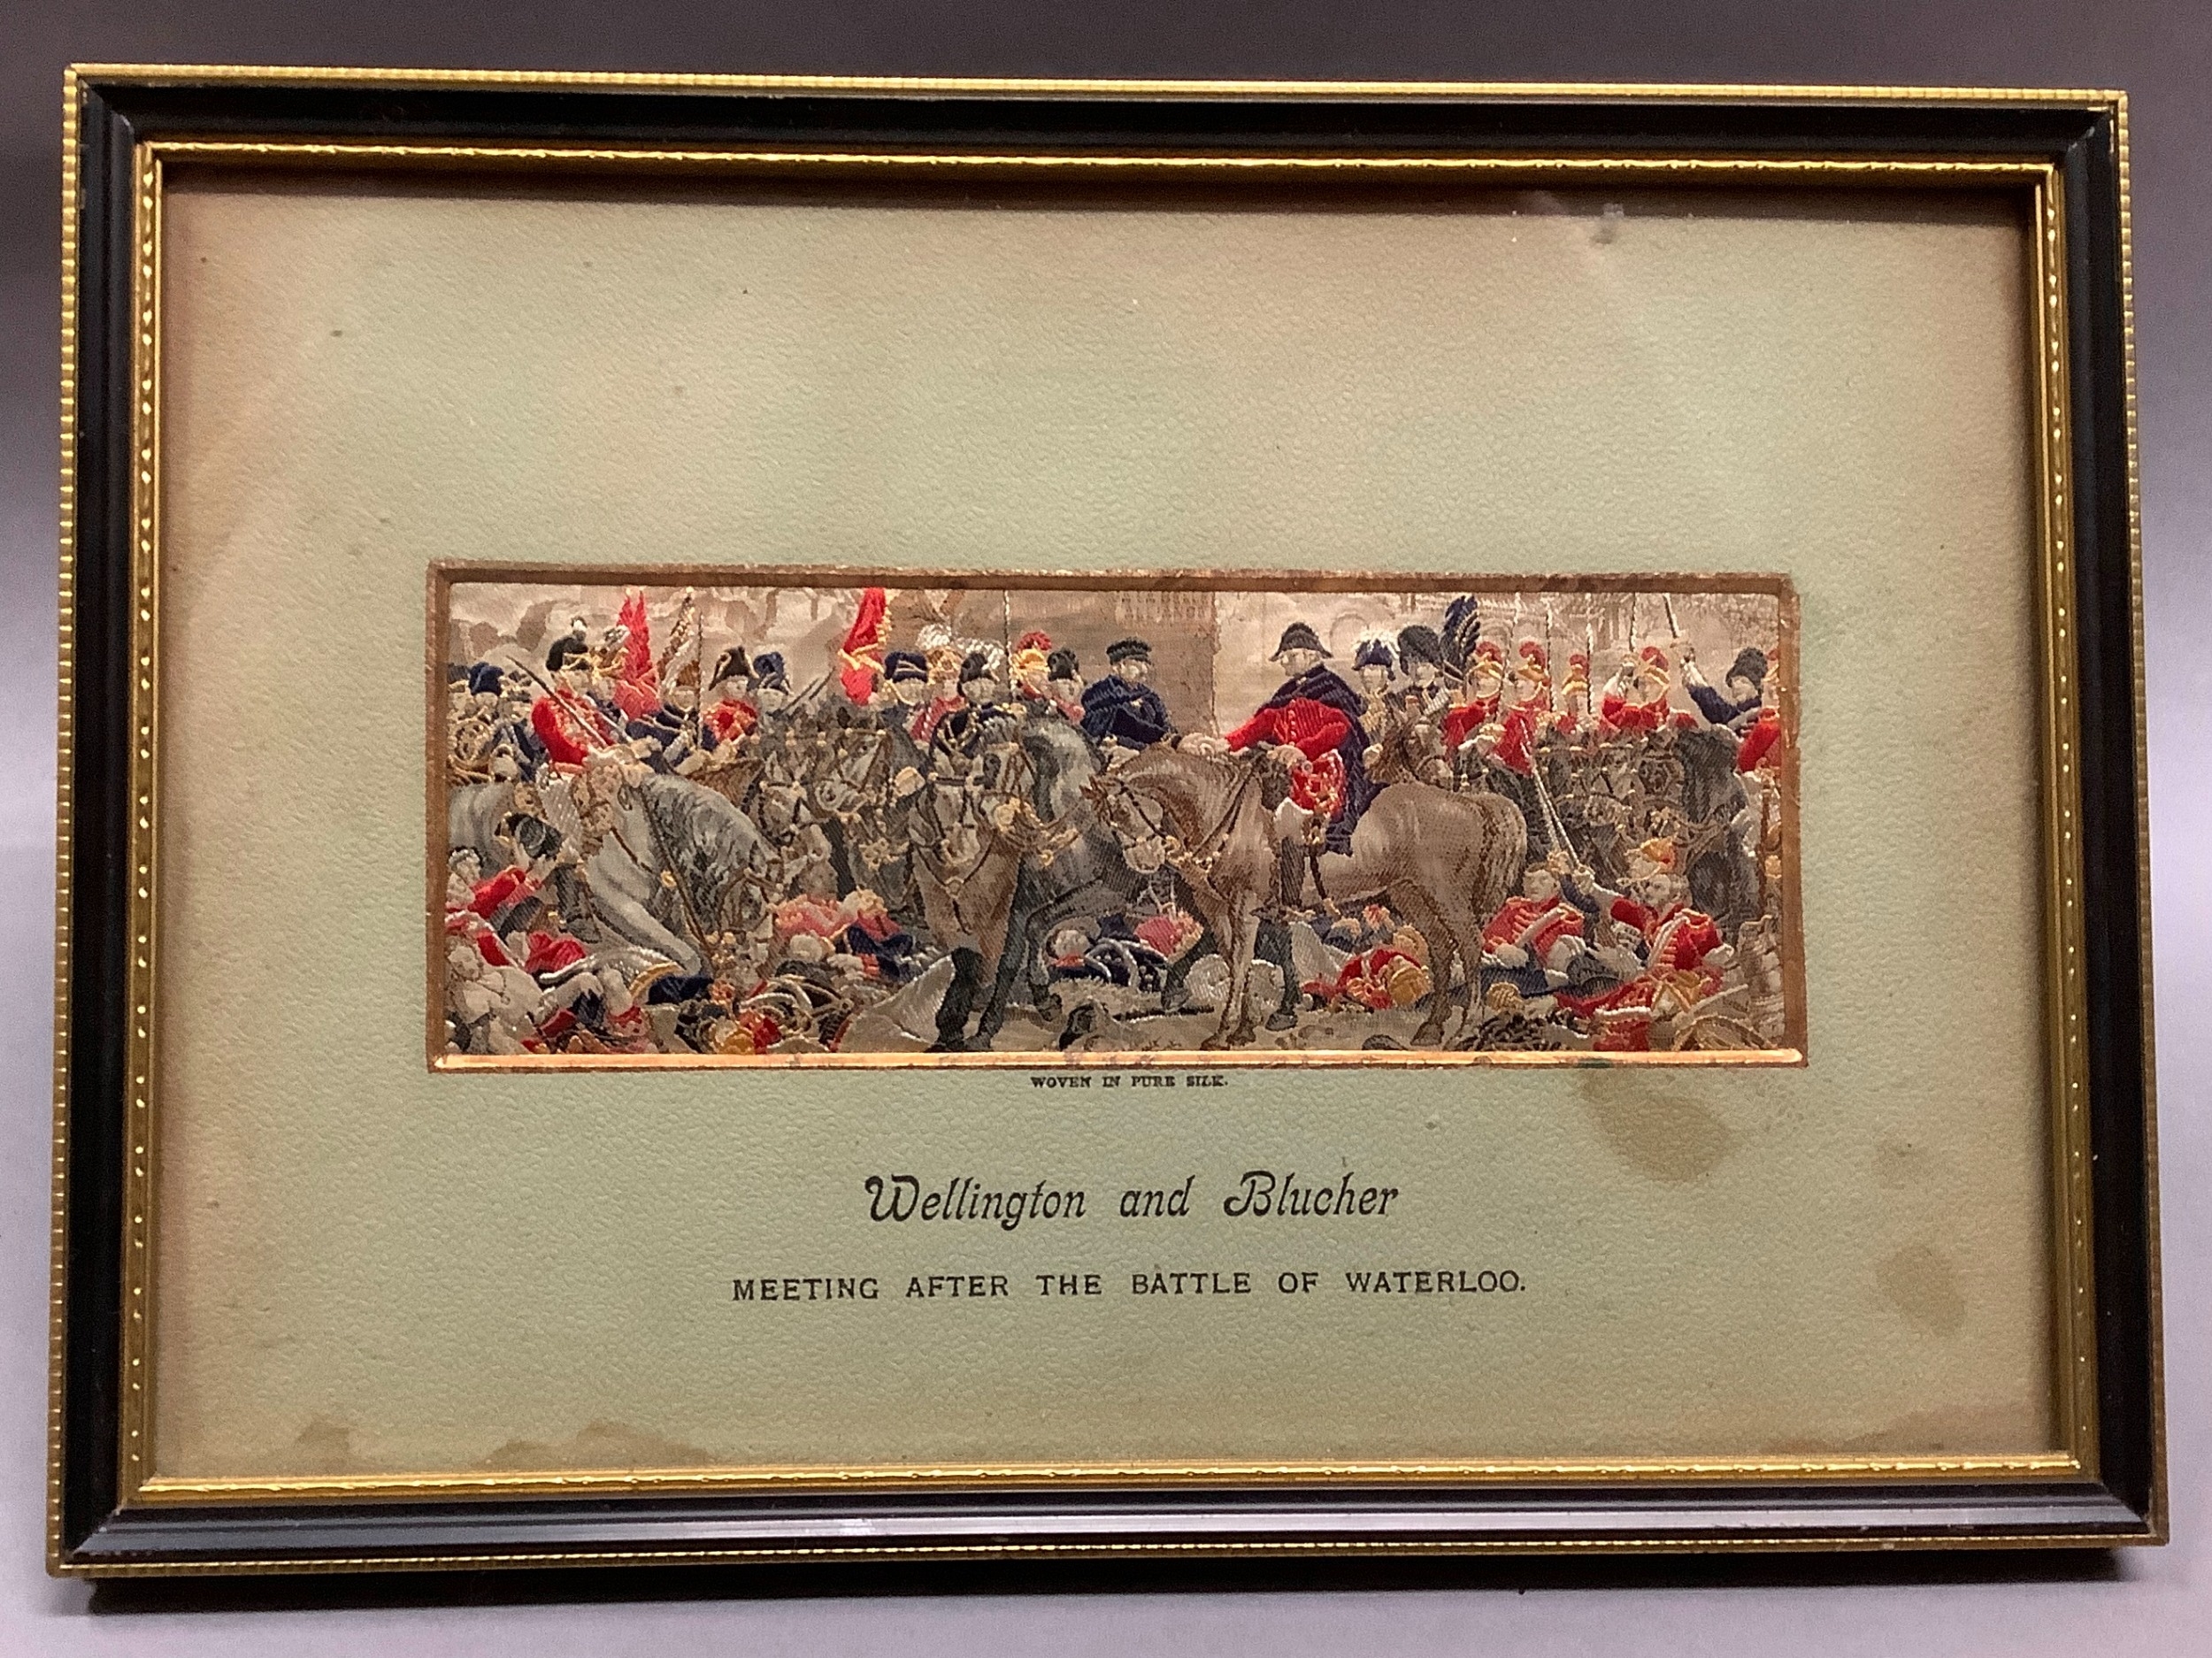 WOVEN IN PURE SILK.
Wellington and Blucher
MEETING AFTER THE BATTLE OF WATERLOO.